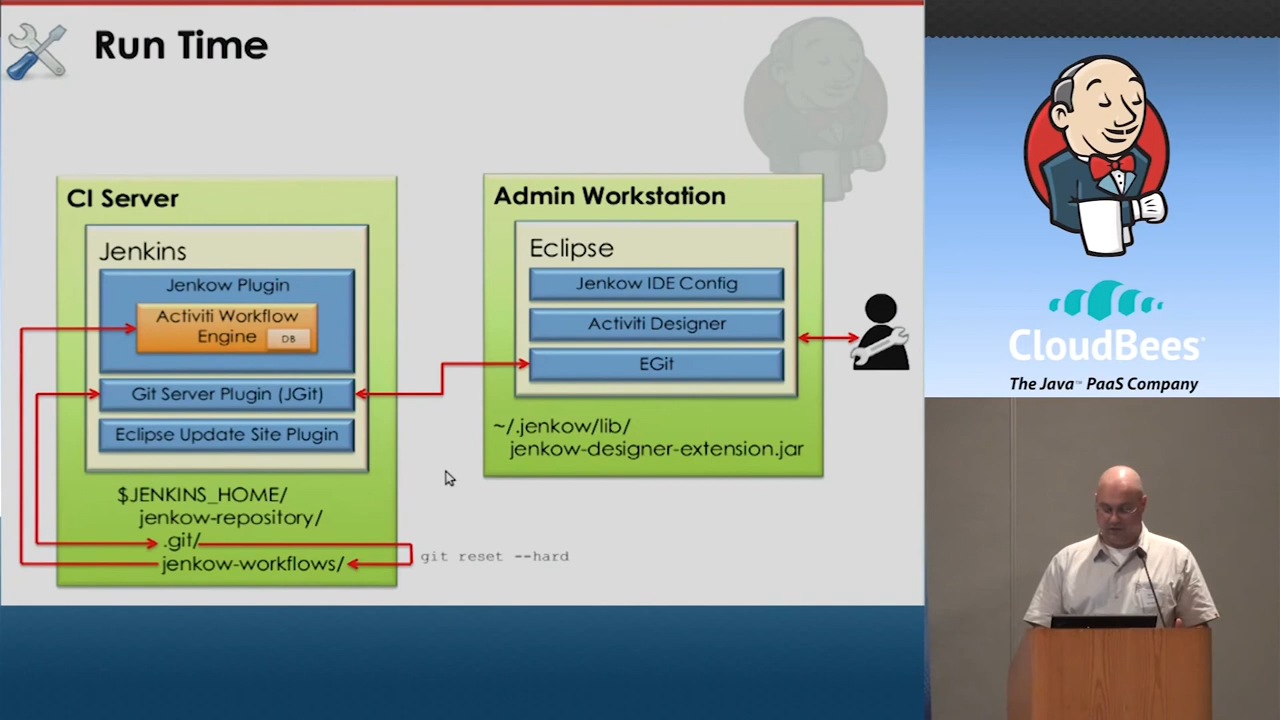 Run Time
CI Server
Jenkins
Jenkow Plugin
Activiti Workflow
Engine
DB
Git Server Plugin (JGit)
Eclipse Update Site Plugin
$JENKINS_HOME/
jenkow-repository/
.git/
jenkow-workflows/
git reset --hard
Admin Workstation
Eclipse
Jenkow IDE Config
Activiti Designer
EGit
~/.jenkow/lib/
jenkow-designer-extension.jar
CloudBees
The Java™ PaaS Company